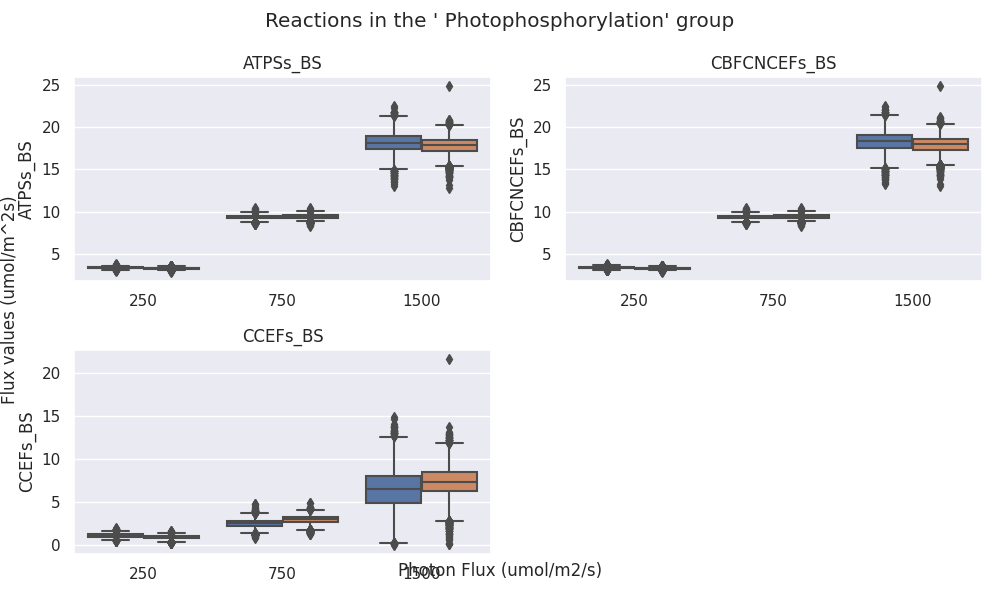 Reactions in the ' Photophosphorylation' group
ATPSs_BS
CBFCNCEFs_BS
25
20
15
10
5
ATPSs_BS
250
750
1500
25
20
15
10
5
CBFCNCEFs_BS
250
750
1500
Flux values (umol/m^2s)
CCEFs_BS
20
15
10
5
0
CCEFs_BS
250
750
1500
Photon Flux (umol/m2/s)